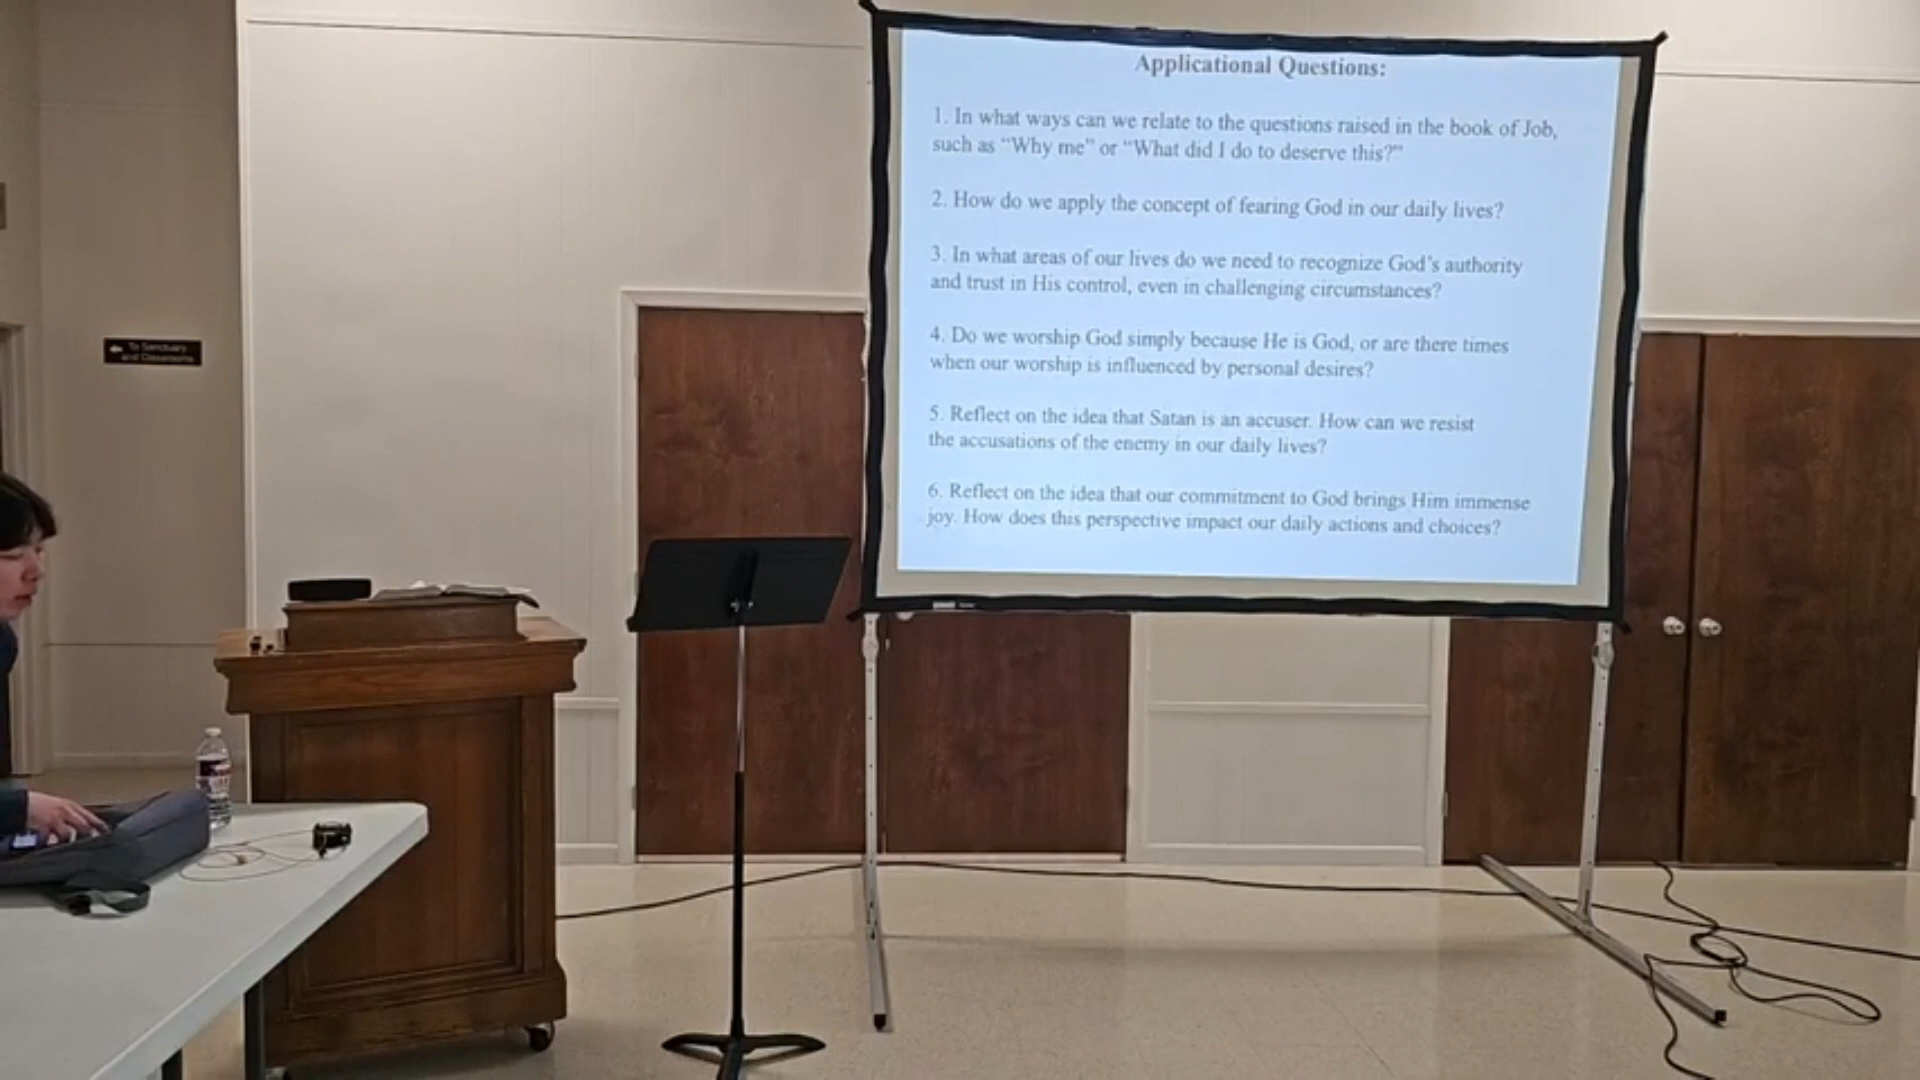 Applicational Questions:
1. In what ways can we relate to the questions raised in the book of Job,
such as “Why me” or “What did I do to deserve this?”
2. How do we apply the concept of fearing God in our daily lives?
3. In what areas of our lives do we need to recognize God's authority
and trust in His control, even in challenging circumstances?
4. Do we worship God simply because He is God, or are there times
when our worship is influenced by personal desires?
5. Reflect on the idea that Satan is an accuser. How can we resist
the accusations of the enemy in our daily lives?
6. Reflect on the idea that our commitment to God brings Him immense
joy. How does this perspective impact our daily actions and choices?
To Sanctuary
and Classrooms